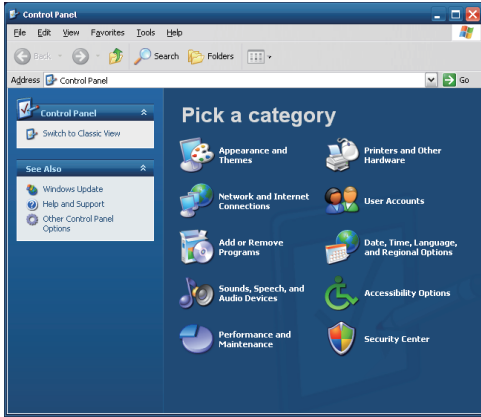 Control Panel
File Edit View Favorites Tools Help
Back Search Folders
Address Control Panel Go
Control Panel
Switch to Classic View
See Also
Windows Update
Help and Support
Other Control Panel
Options
Pick a category
Appearance and
Themes
Printers and Other
Hardware
Network and Internet
Connections
User Accounts
Add or Remove
Programs
Date, Time, Language,
and Regional Options
Sounds, Speech, and
Audio Devices
Accessibility Options
Performance and
Maintenance
Security Center